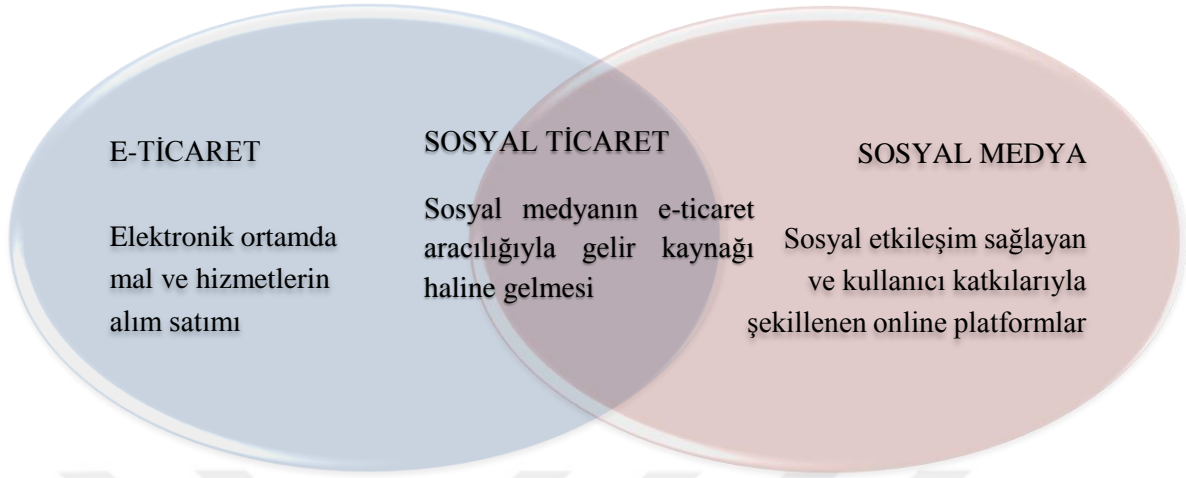 E-TİCARET
Elektronik ortamda
mal ve hizmetlerin
alım satımı
SOSYAL TİCARET
Sosyal medyanın e-ticaret
aracılığıyla gelir kaynağı
haline gelmesi
SOSYAL MEDYA
Sosyal etkileşim sağlayan
ve kullanıcı katkılarıyla
şekillenen online platformlar